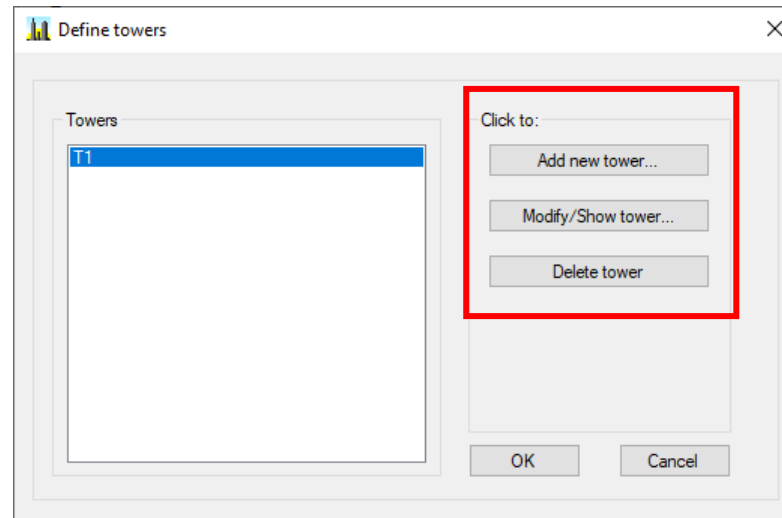 Define towers
Towers
T1
Click to:
Add new tower...
Modify/Show tower...
Delete tower
OK
Cancel